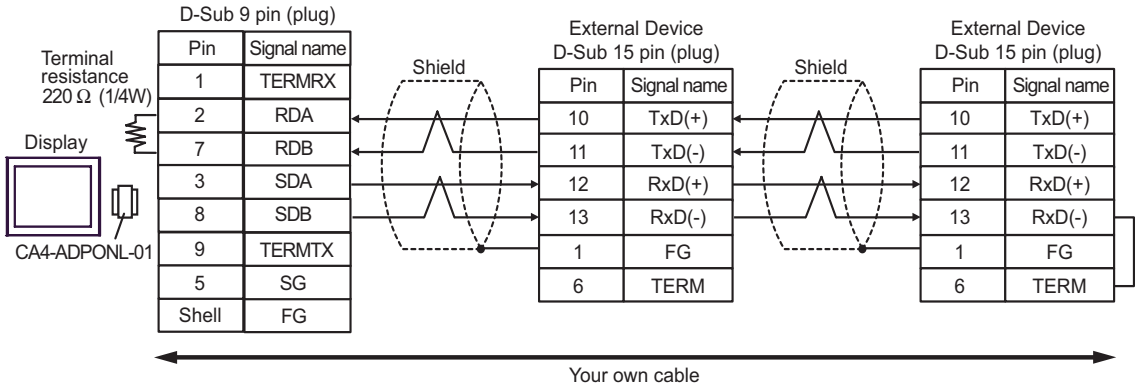 D-Sub 9 pin (plug)
Pin Signal name
1 TERMRX
2 RDA
7 RDB
3 SDA
8 SDB
9 TERMTX
5 SG
Shell FG
Terminal
resistance
220 Ω (1/4W)
Display
CA4-ADPONL-01
Shield
External Device
D-Sub 15 pin (plug)
Pin Signal name
10 TxD(+)
11 TxD(-)
12 RxD(+)
13 RxD(-)
1 FG
6 TERM
Shield
External Device
D-Sub 15 pin (plug)
Pin Signal name
10 TxD(+)
11 TxD(-)
12 RxD(+)
13 RxD(-)
1 FG
6 TERM
Your own cable